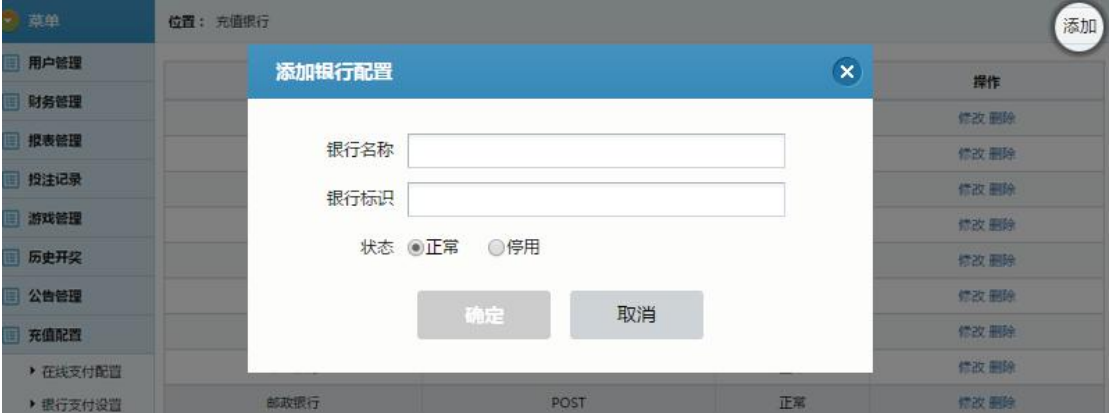 菜单
位置： 充值银行
添加
用户管理
财务管理
报表管理
投注记录
游戏管理
历史开奖
公告管理
充值配置
在线支付配置
银行支付设置
添加银行配置
银行名称
银行标识
状态 正常 停用
确定 取消
操作
修改 删除
修改 删除
修改 删除
修改 删除
修改 删除
修改 删除
修改 删除
修改 删除
邮政银行 POST 正常 修改 删除